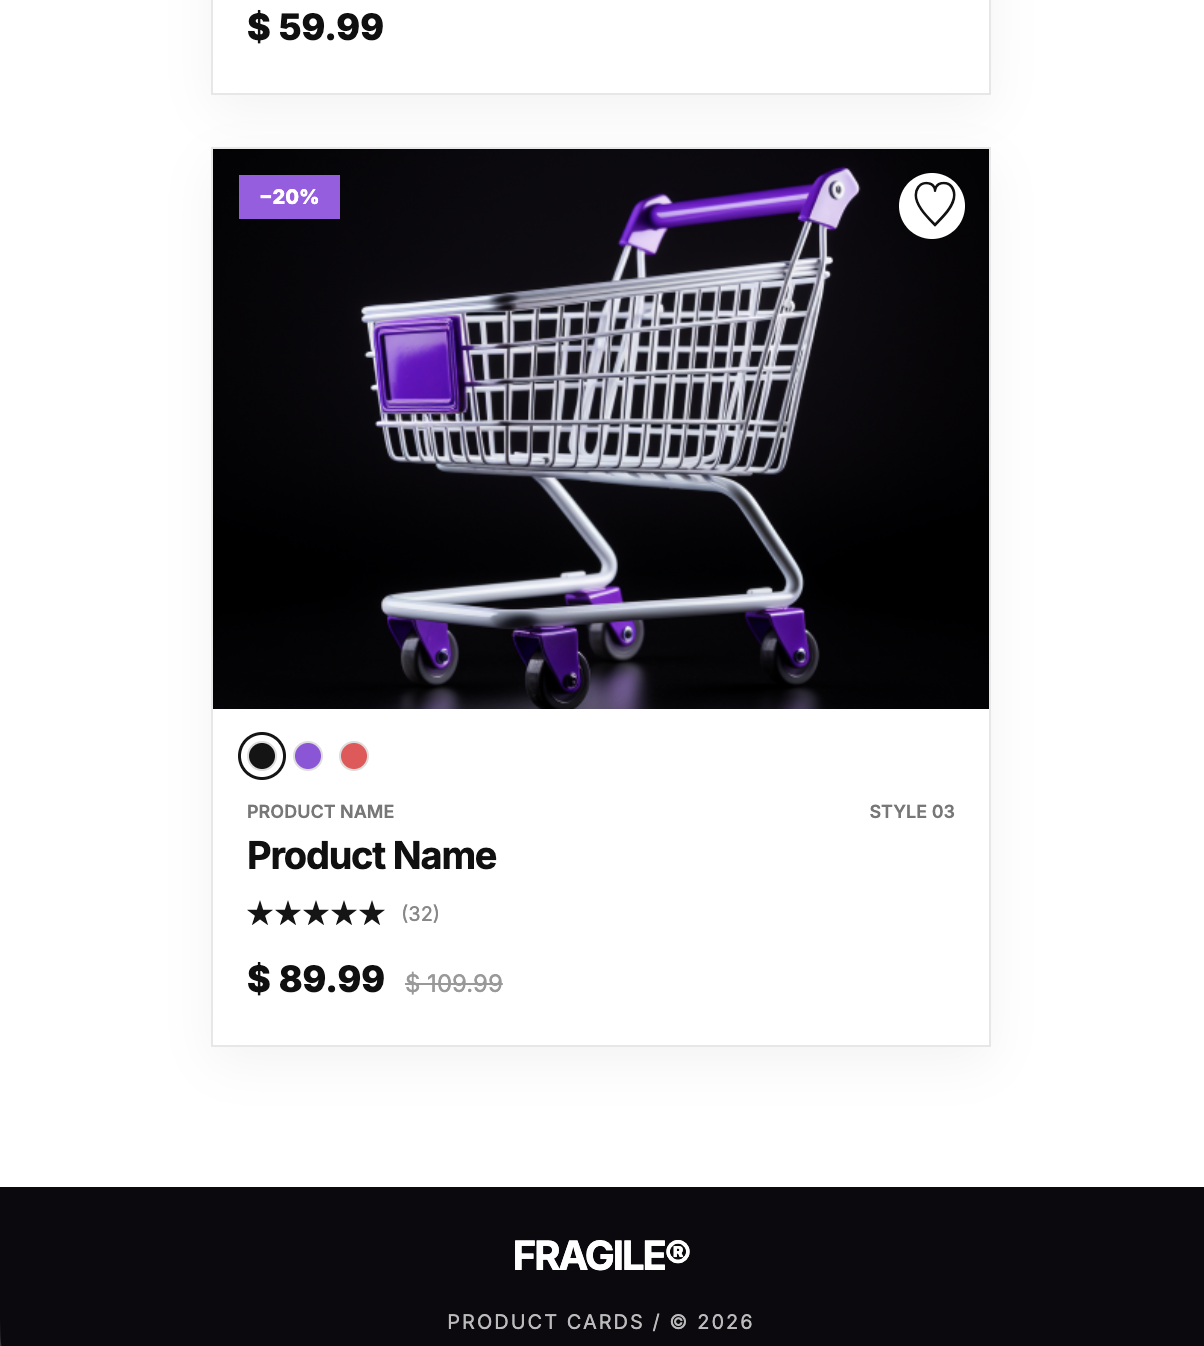 $ 59.99
−20%
PRODUCT NAME STYLE 03
Product Name
★★★★★ (32)
$ 89.99 $ 109.99
FRAGILE®
PRODUCT CARDS / © 2026